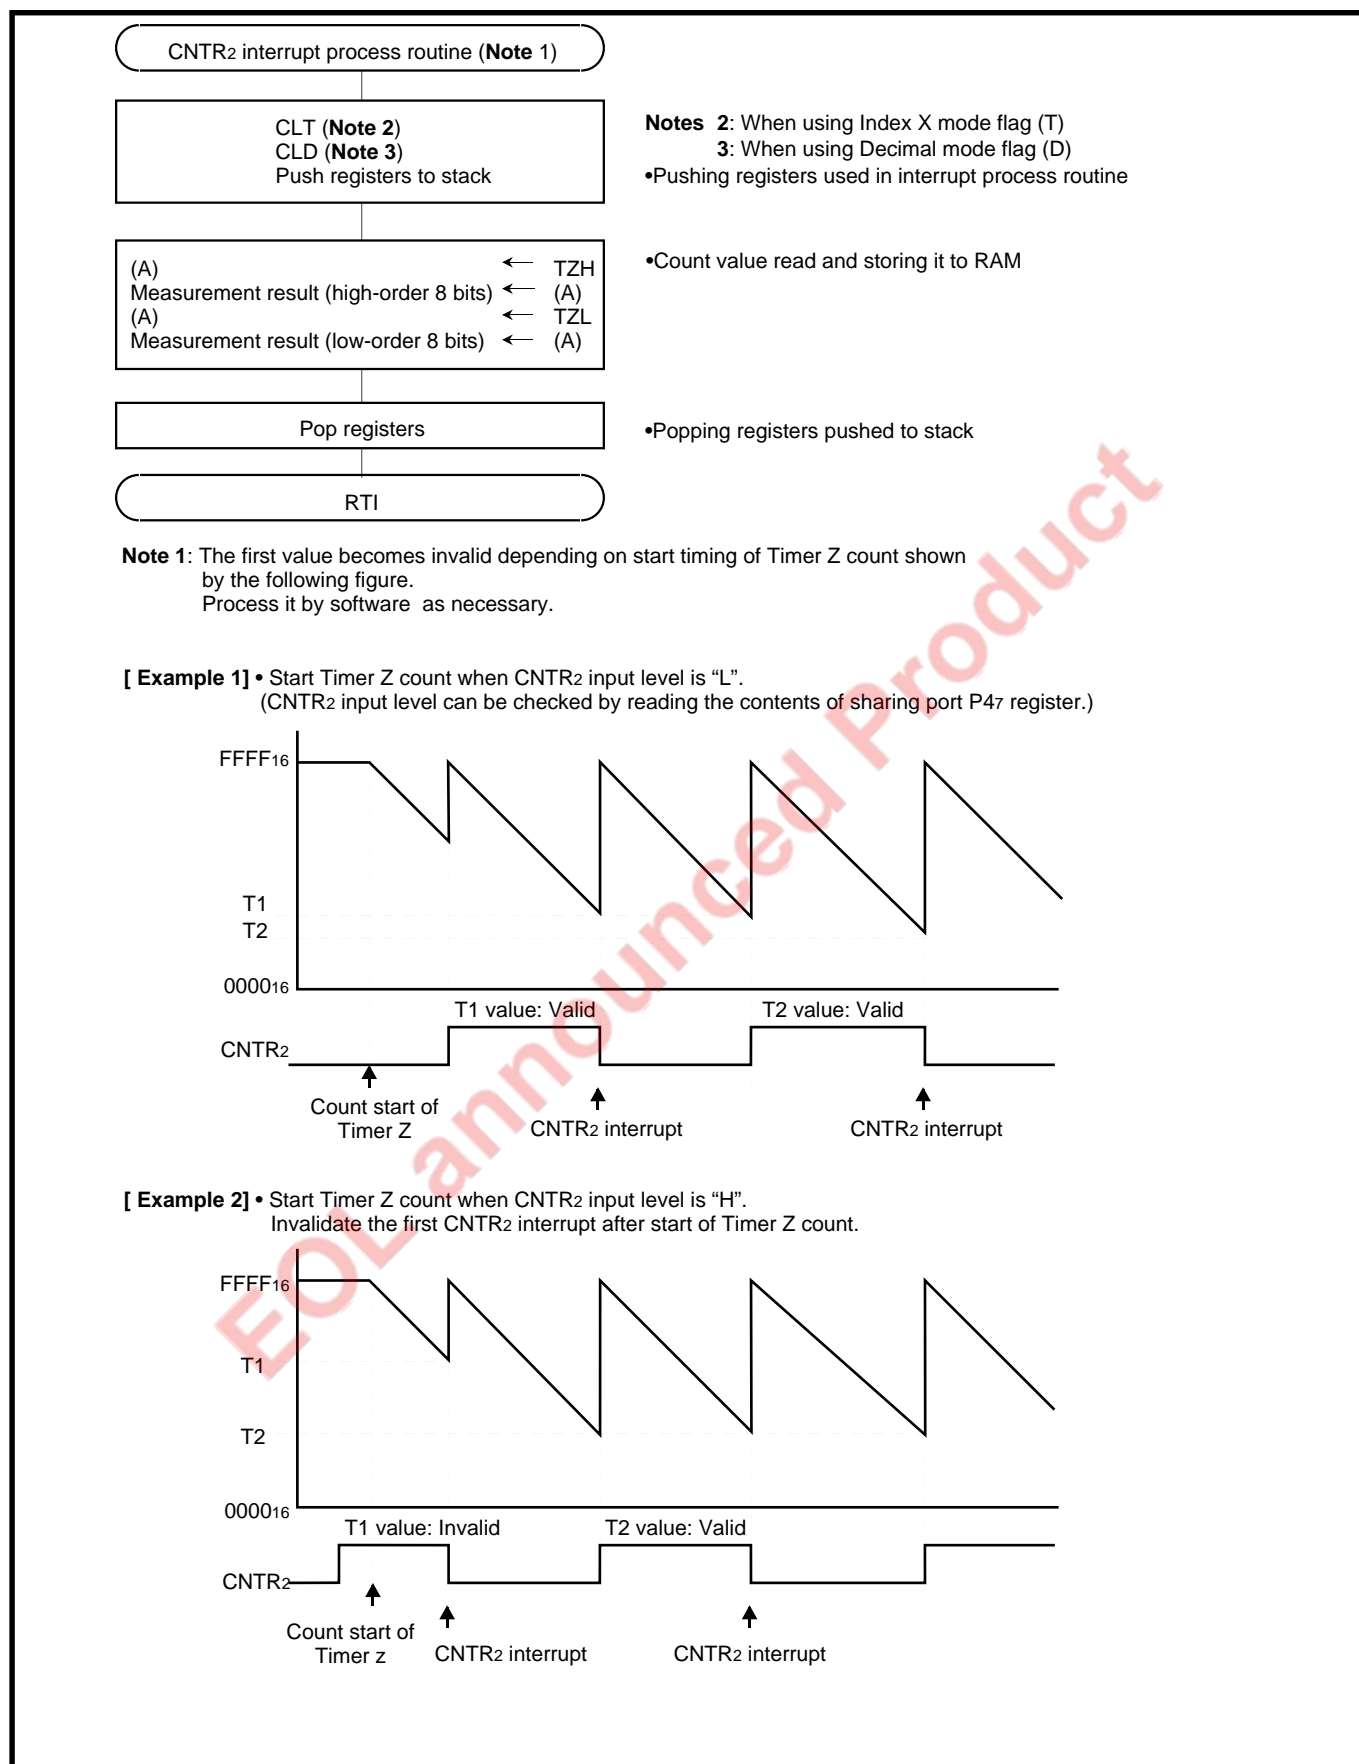 CNTR2 interrupt process routine (Note 1)
CLT (Note 2)
CLD (Note 3)
Push registers to stack
Notes 2: When using Index X mode flag (T)
3: When using Decimal mode flag (D)
•Pushing registers used in interrupt process routine
(A) ← TZH
Measurement result (high-order 8 bits) ← (A)
(A) ← TZL
Measurement result (low-order 8 bits) ← (A)
•Count value read and storing it to RAM
Pop registers
•Popping registers pushed to stack
RTI
Note 1: The first value becomes invalid depending on start timing of Timer Z count shown
by the following figure.
Process it by software as necessary.
[ Example 1] • Start Timer Z count when CNTR2 input level is “L”.
(CNTR2 input level can be checked by reading the contents of sharing port P47 register.)
FFFF16
T1
T2
000016
T1 value: Valid
T2 value: Valid
CNTR2
Count start of
Timer Z
CNTR2 interrupt
CNTR2 interrupt
[ Example 2] • Start Timer Z count when CNTR2 input level is “H”.
Invalidate the first CNTR2 interrupt after start of Timer Z count.
FFFF16
T1
T2
000016
T1 value: Invalid
T2 value: Valid
CNTR2
Count start of
Timer z
CNTR2 interrupt
CNTR2 interrupt
EOL announced Product